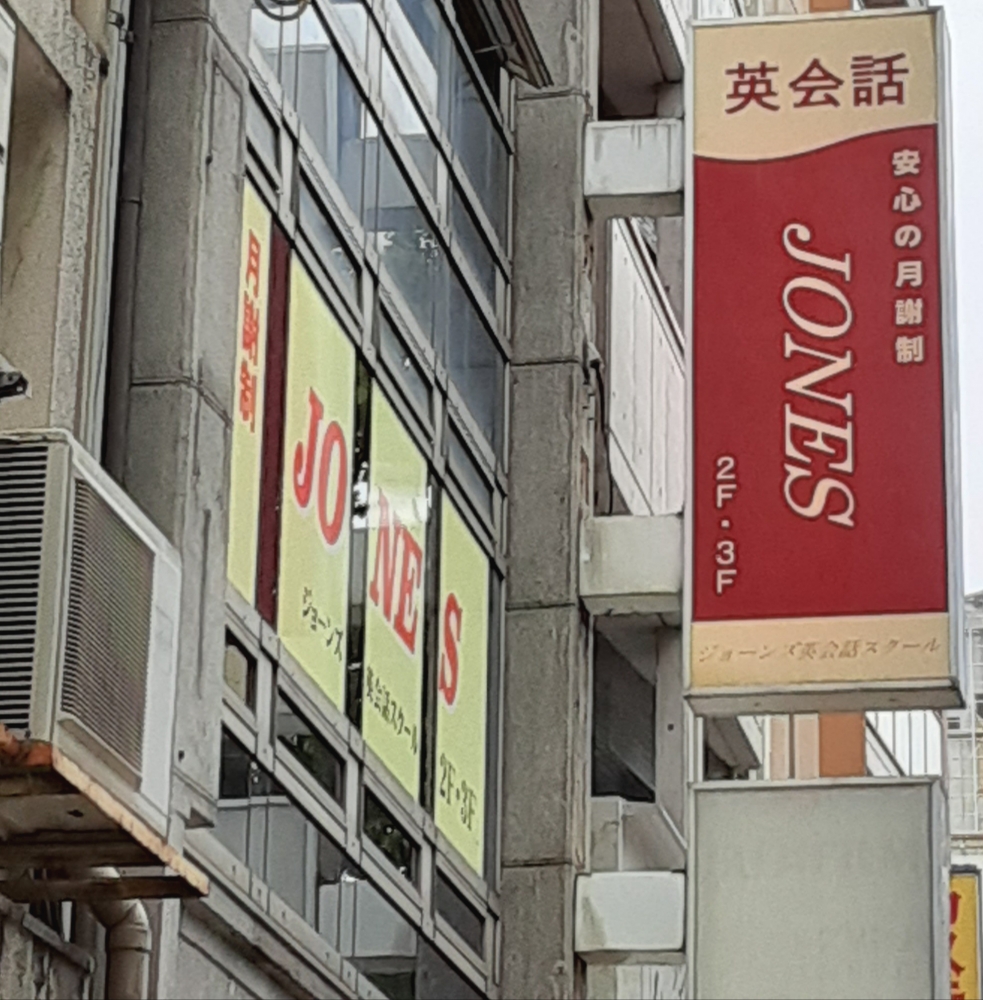 英会話
安心の月謝制
JONES
2F・3F
ジョーンズ英会話スクール
月謝制
JONES
ジョーンズ
英会話スクール
2F・3F